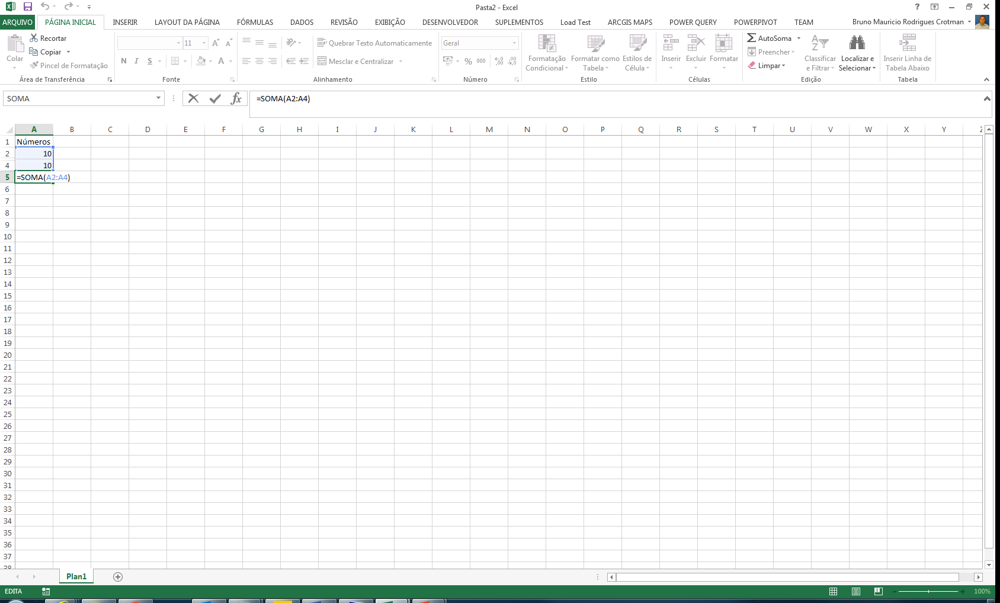 Pasta2 - Excel
?
ARQUIVO PÁGINA INICIAL INSERIR LAYOUT DA PÁGINA FÓRMULAS DADOS REVISÃO EXIBIÇÃO DESENVOLVEDOR SUPLEMENTOS Load Test ARCGIS MAPS POWER QUERY POWERPIVOT TEAM Bruno Mauricio Rodrigues Crotman
Colar
Recortar
Copiar
Pincel de Formatação
Área de Transferência
11 A A
N I S A
Fonte
Quebrar Texto Automaticamente
Mesclar e Centralizar
Alinhamento
Geral
% 000 ,00 ,0
Número
Formatação
Condicional
Formatar como
Tabela
Estilos de
Célula
Estilo
Inserir Excluir Formatar
Células
AutoSoma
Preencher
Limpar
Classificar
e Filtrar
Localizar e
Selecionar
Edição
Inserir Linha de
Tabela Abaixo
Tabela
SOMA fx =SOMA(A2:A4)
A B C D E F G H I J K L M N O P Q R S T U V W X Y Z
1 Números
2 10
4 10
5 =SOMA(A2:A4)
6
7
8
9
10
11
12
13
14
15
16
17
18
19
20
21
22
23
24
25
26
27
28
29
30
31
32
33
34
35
36
37
38
Plan1
EDITA 100%